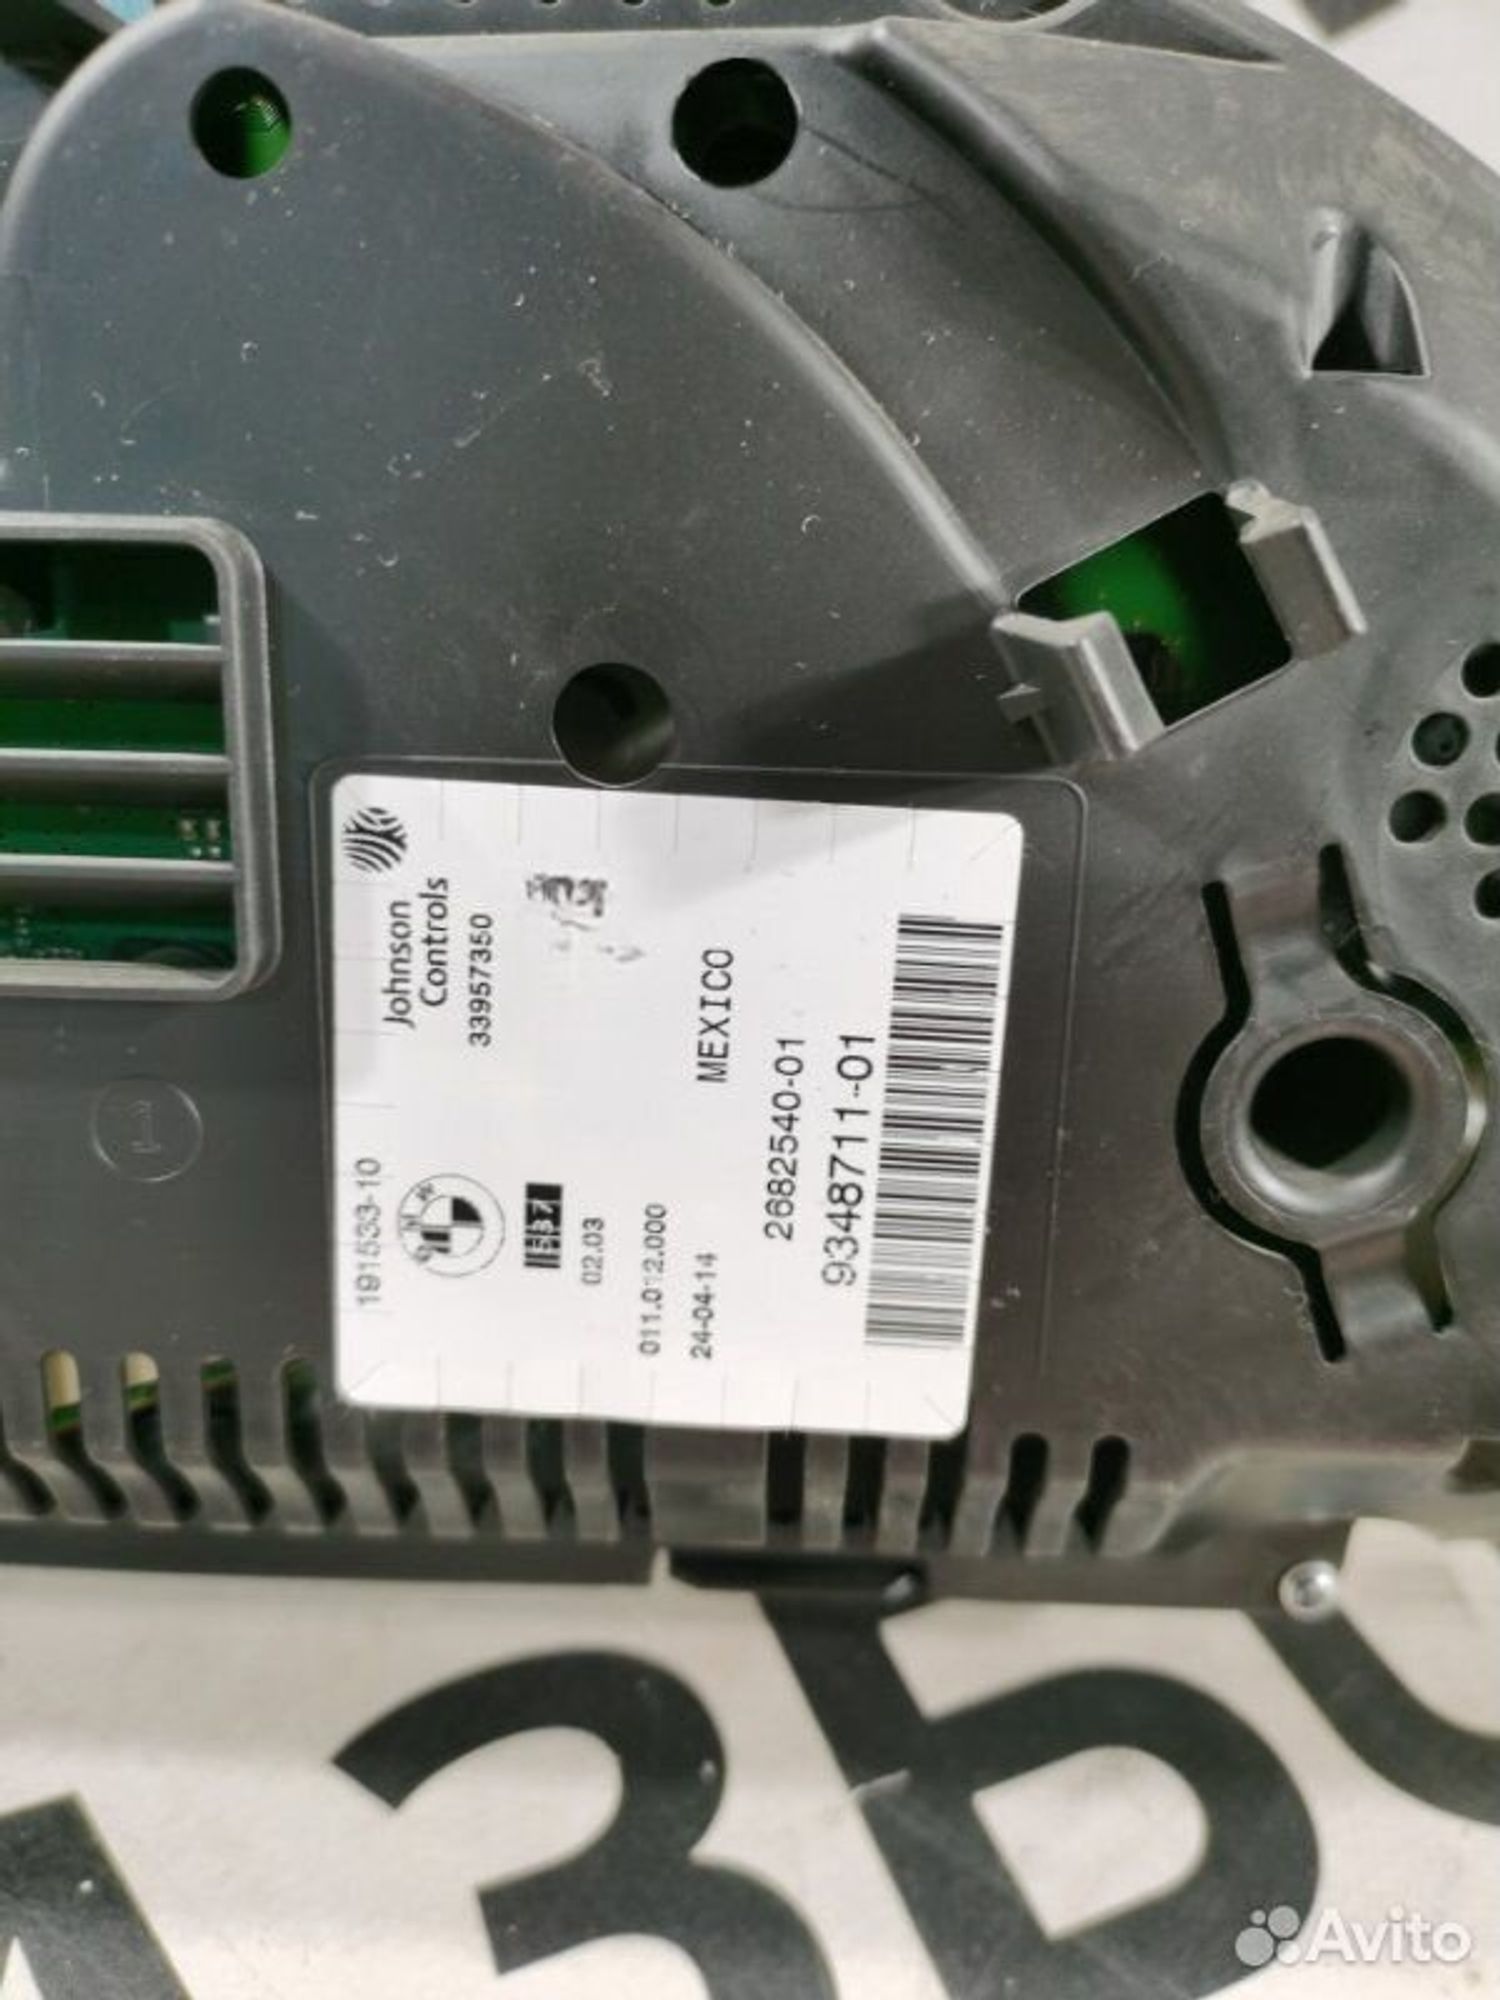 Johnson
Controls
33957350
MEXICO
191533-10
02.03
011.012.000
24-04-14
2682540-01
9348711-01
Avito